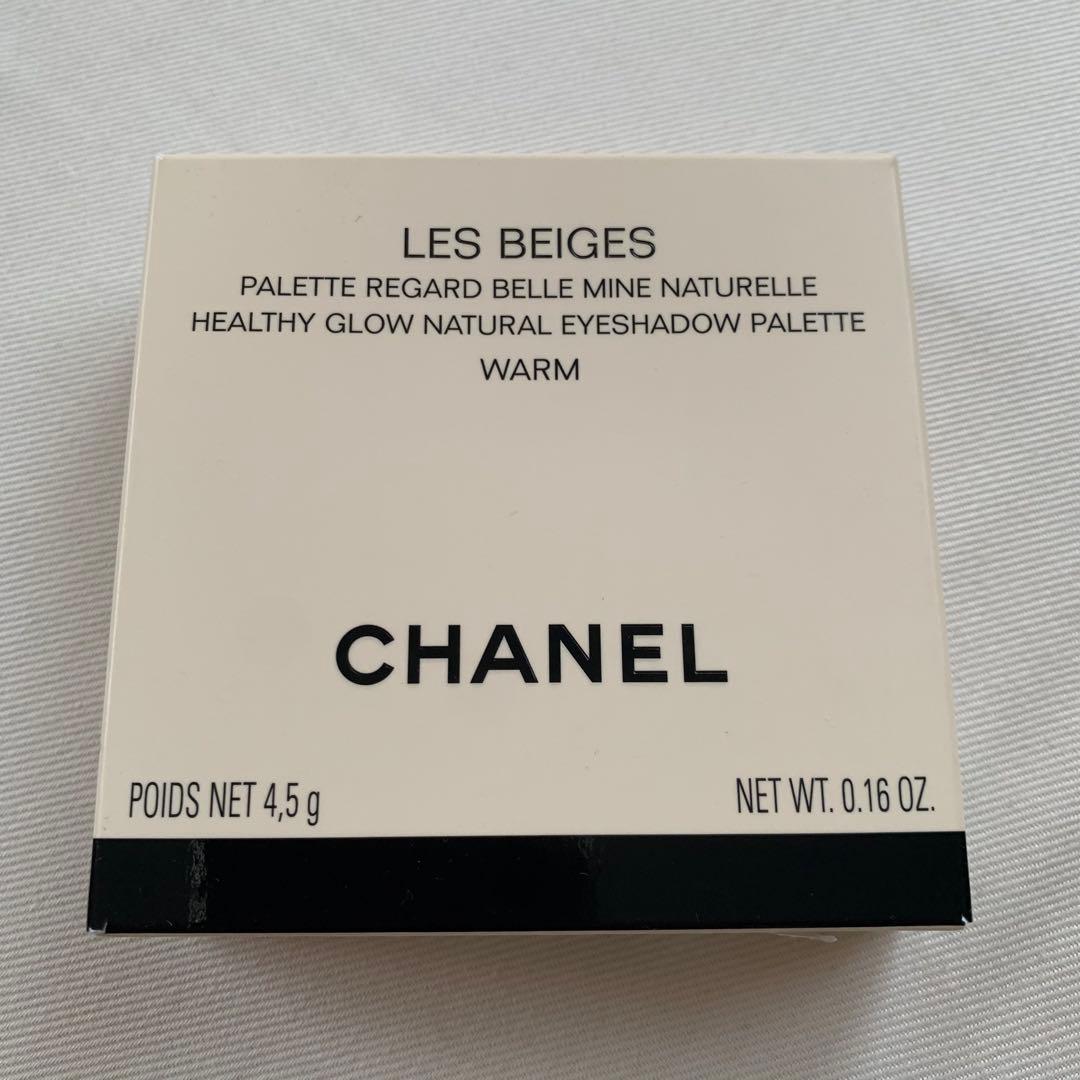 LES BEIGES
PALETTE REGARD BELLE MINE NATURELLE
HEALTHY GLOW NATURAL EYESHADOW PALETTE
WARM
CHANEL
POIDS NET 4,5 g NET WT. 0.16 OZ.